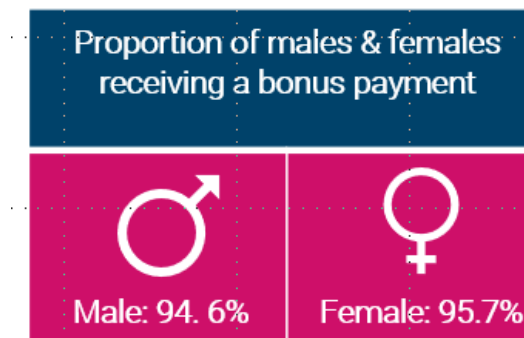 Proportion of males & females
receiving a bonus payment
Male: 94. 6%
Female: 95.7%